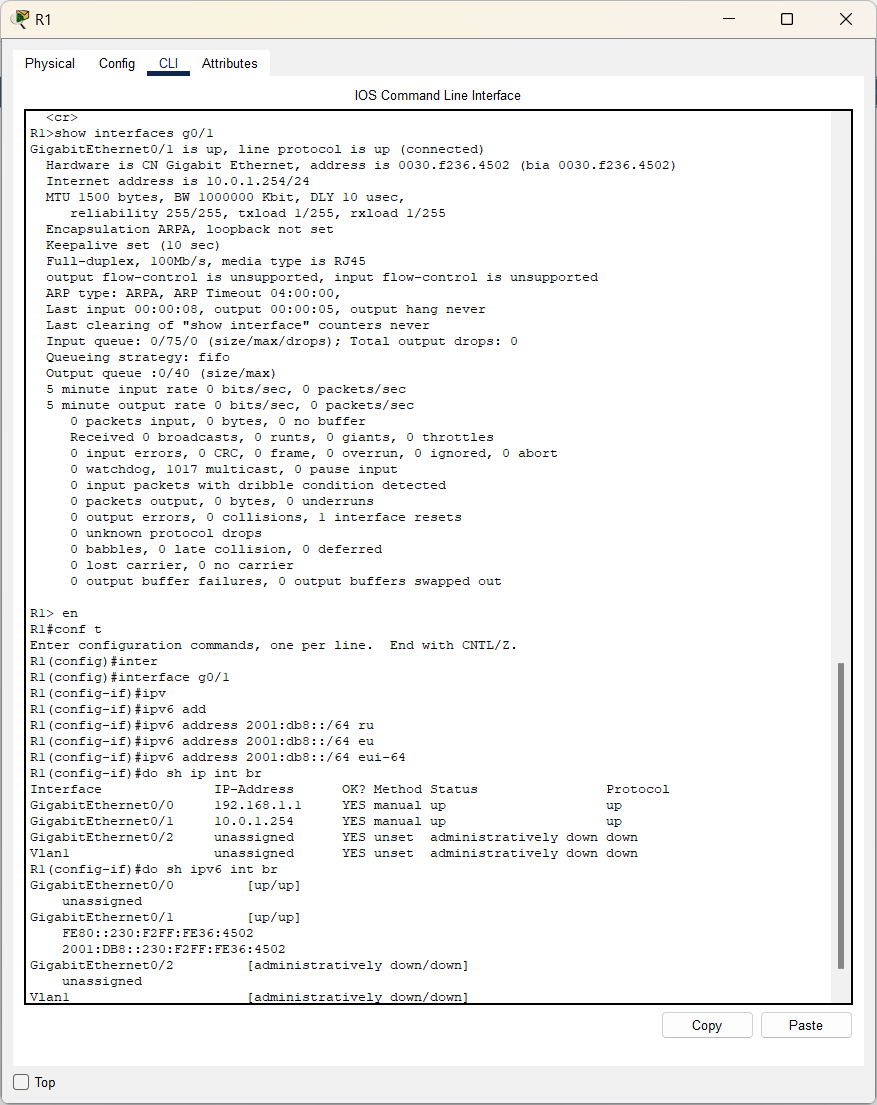 R1
Physical Config CLI Attributes
IOS Command Line Interface
<cr>
R1>show interfaces g0/1
GigabitEthernet0/1 is up, line protocol is up (connected)
Hardware is CN Gigabit Ethernet, address is 0030.f236.4502 (bia 0030.f236.4502)
Internet address is 10.0.1.254/24
MTU 1500 bytes, BW 1000000 Kbit, DLY 10 usec,
reliability 255/255, txload 1/255, rxload 1/255
Encapsulation ARPA, loopback not set
Keepalive set (10 sec)
Full-duplex, 100Mb/s, media type is RJ45
output flow-control is unsupported, input flow-control is unsupported
ARP type: ARPA, ARP Timeout 04:00:00,
Last input 00:00:08, output 00:00:05, output hang never
Last clearing of "show interface" counters never
Input queue: 0/75/0 (size/max/drops); Total output drops: 0
Queueing strategy: fifo
Output queue :0/40 (size/max)
5 minute input rate 0 bits/sec, 0 packets/sec
5 minute output rate 0 bits/sec, 0 packets/sec
0 packets input, 0 bytes, 0 no buffer
Received 0 broadcasts, 0 runts, 0 giants, 0 throttles
0 input errors, 0 CRC, 0 frame, 0 overrun, 0 ignored, 0 abort
0 watchdog, 1017 multicast, 0 pause input
0 input packets with dribble condition detected
0 packets output, 0 bytes, 0 underruns
0 output errors, 0 collisions, 1 interface resets
0 unknown protocol drops
0 babbles, 0 late collision, 0 deferred
0 lost carrier, 0 no carrier
0 output buffer failures, 0 output buffers swapped out
R1> en
R1#conf t
Enter configuration commands, one per line.  End with CNTL/Z.
R1(config)#inter
R1(config)#interface g0/1
R1(config-if)#ipv
R1(config-if)#ipv6 add
R1(config-if)#ipv6 address 2001:db8::/64 ru
R1(config-if)#ipv6 address 2001:db8::/64 eu
R1(config-if)#ipv6 address 2001:db8::/64 eui-64
R1(config-if)#do sh ip int br
Interface IP-Address OK? Method Status Protocol
GigabitEthernet0/0 192.168.1.1 YES manual up up
GigabitEthernet0/1 10.0.1.254 YES manual up up
GigabitEthernet0/2 unassigned YES unset administratively down down
Vlan1 unassigned YES unset administratively down down
R1(config-if)#do sh ipv6 int br
GigabitEthernet0/0 [up/up]
unassigned
GigabitEthernet0/1 [up/up]
FE80::230:F2FF:FE36:4502
2001:DB8::230:F2FF:FE36:4502
GigabitEthernet0/2 [administratively down/down]
unassigned
Vlan1 [administratively down/down]
Copy Paste
Top